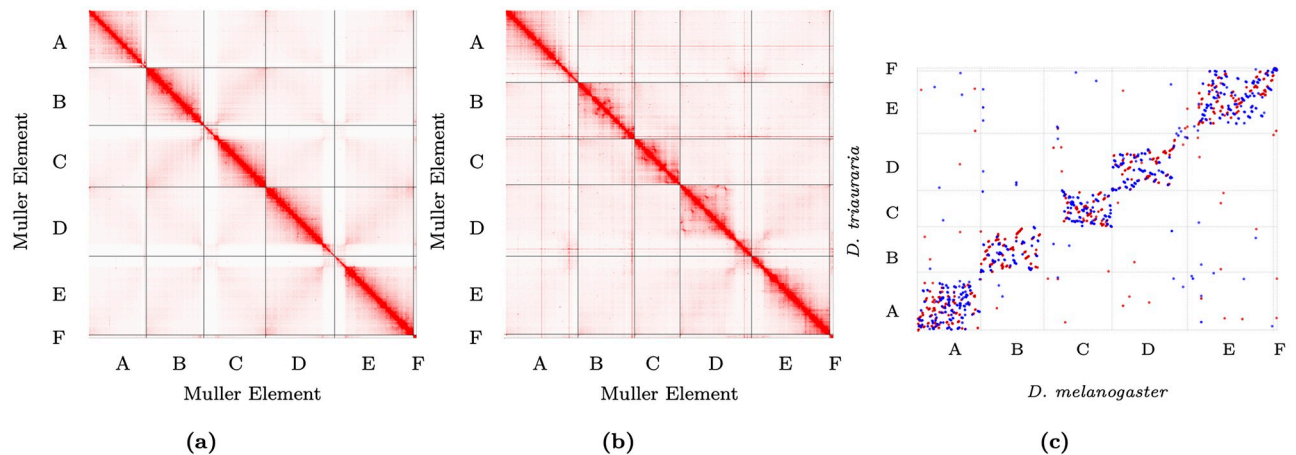 Muller Element
A
B
C
D
E
F
A B C D E F
Muller Element
(a)
Muller Element
A
B
C
D
E
F
A B C D E F
Muller Element
(b)
D. triauraria
F
E
D
C
B
A
A B C D E F
D. melanogaster
(c)